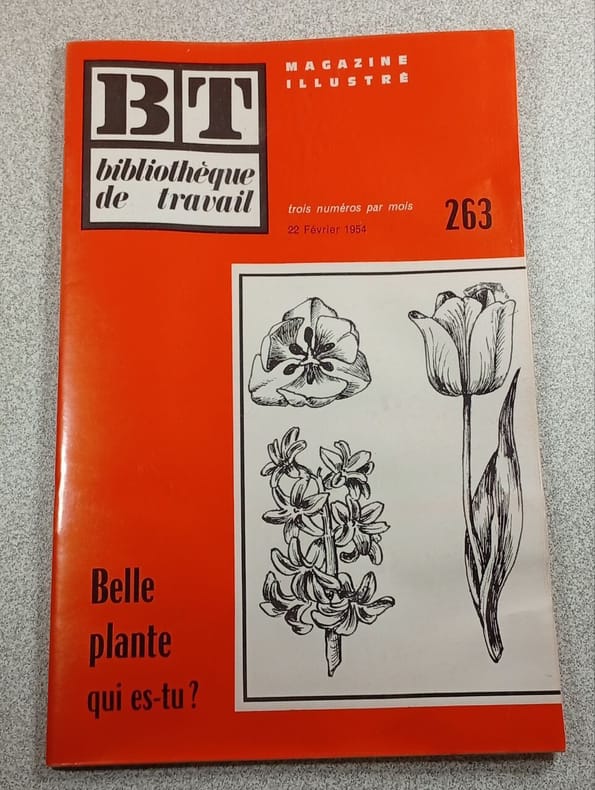 BT
bibliothèque
de travail
MAGAZINE
ILLUSTRÉ
trois numéros par mois
22 Février 1954
263
Belle
plante
qui es-tu ?